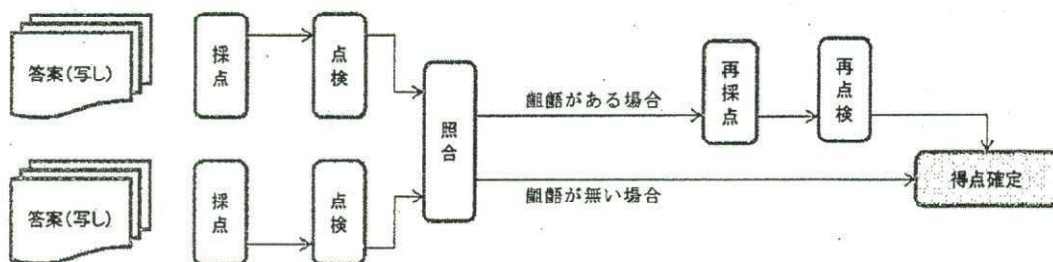 答案(写し)
採点
点検
照合
齟齬がある場合
再採点
再点検
得点確定
齟齬が無い場合
答案(写し)
採点
点検